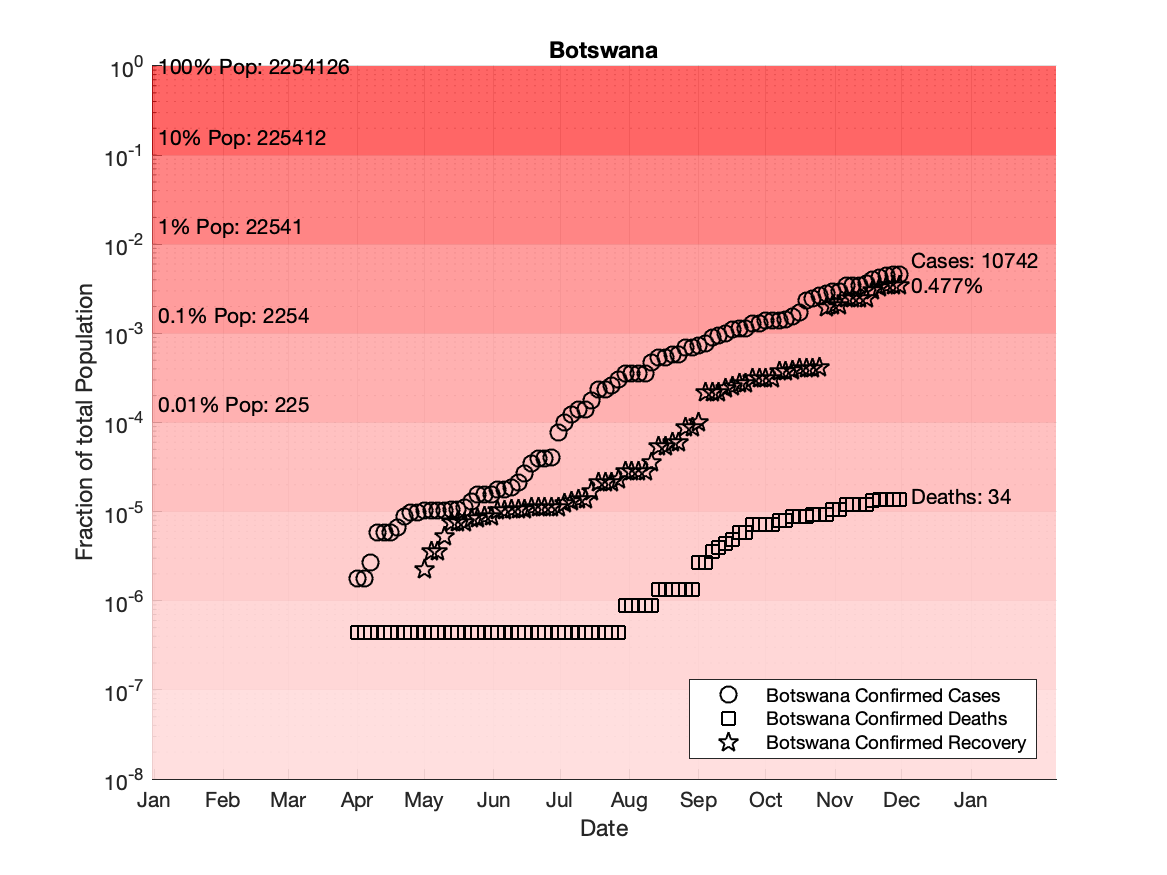 Botswana
10^0
100% Pop: 2254126
10% Pop: 225412
10^-1
1% Pop: 22541
10^-2
Cases: 10742
0.477%
0.1% Pop: 2254
10^-3
0.01% Pop: 225
10^-4
Deaths: 34
10^-5
10^-6
10^-7
10^-8
Fraction of total Population
Botswana Confirmed Cases
Botswana Confirmed Deaths
Botswana Confirmed Recovery
Jan Feb Mar Apr May Jun Jul Aug Sep Oct Nov Dec Jan
Date